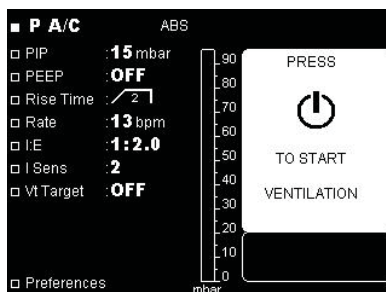 P A/C ABS
PIP :15 mbar
PEEP :OFF
Rise Time : 2
Rate :13 bpm
I:E :1:2.0
I Sens :2
Vt Target :OFF
Preferences
90
80
70
60
50
40
30
20
10
0
mbar
PRESS
TO START
VENTILATION